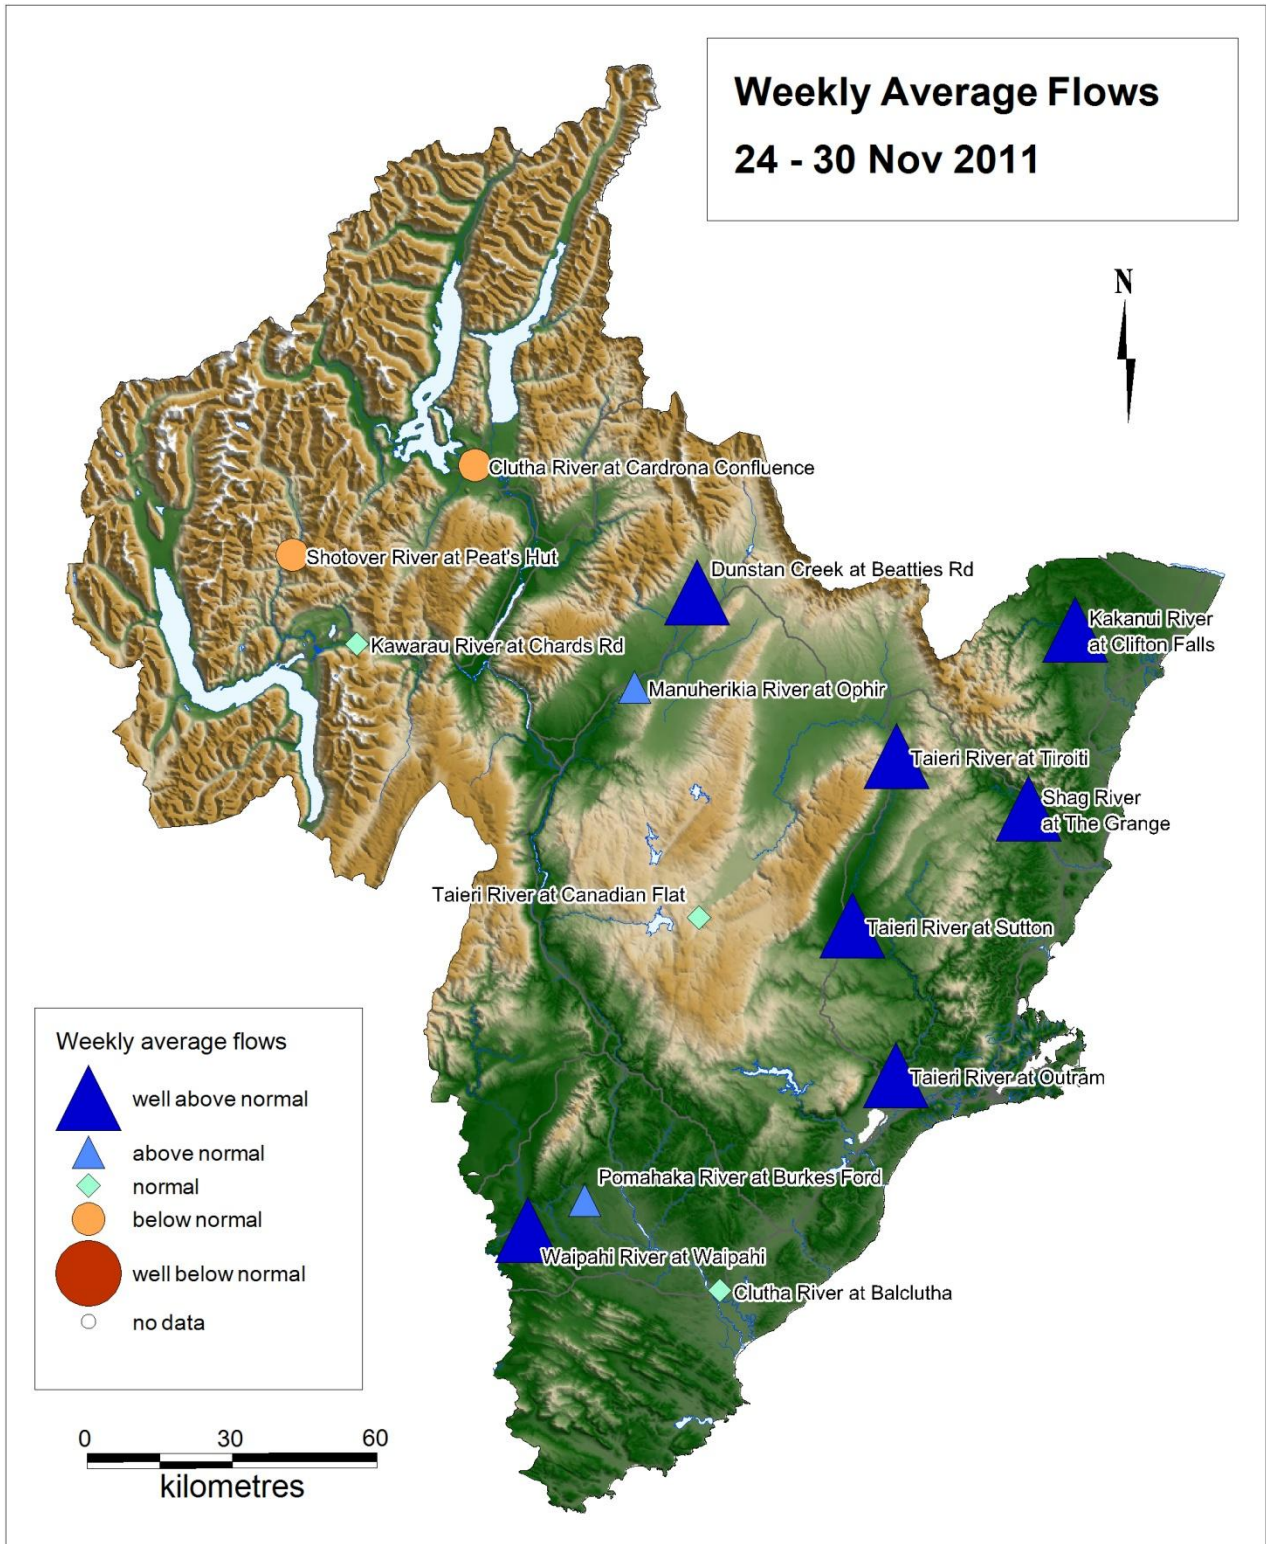 Weekly Average Flows
24 - 30 Nov 2011
N
Clutha River at Cardrona Confluence
Shotover River at Peat's Hut
Dunstan Creek at Beatties Rd
Kakanui River
at Clifton Falls
Kawarau River at Chards Rd
Manuherikia River at Ophir
Taieri River at Tiroiti
Shag River
at The Grange
Taieri River at Canadian Flat
Taieri River at Sutton
Taieri River at Outram
Pomahaka River at Burkes Ford
Waipahi River at Waipahi
Clutha River at Balclutha
Weekly average flows
well above normal
above normal
normal
below normal
well below normal
no data
0 30 60
kilometres